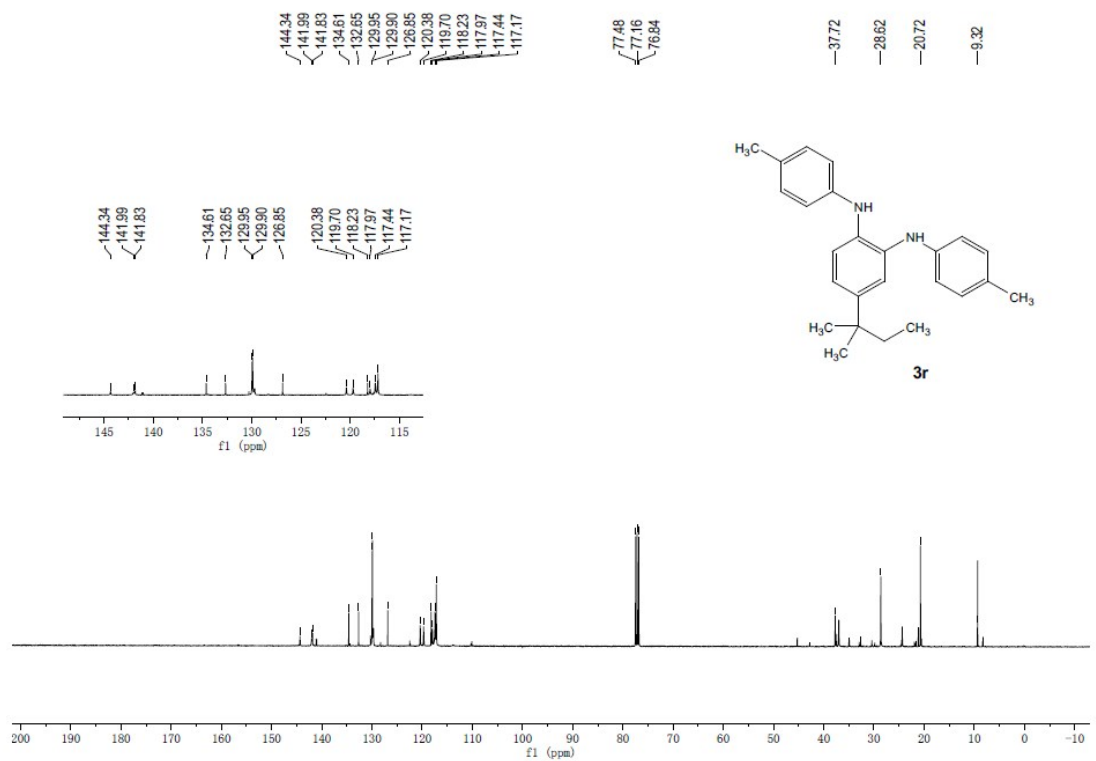 144.34
141.99
141.83
134.61
132.65
129.95
129.90
126.85
120.38
119.70
118.23
117.97
117.44
117.17
77.48
77.16
76.84
37.72
28.62
20.72
9.32
H₃C
NH
NH
CH₃
H₃C
CH₃
H₃C
3r
144.34
141.99
141.83
134.61
132.65
129.95
129.90
126.85
120.38
119.70
118.23
117.97
117.44
117.17
145 140 135 130 125 120 115
f1 (ppm)
200 190 180 170 160 150 140 130 120 110 100 90 80 70 60 50 40 30 20 10 0 -10
f1 (ppm)